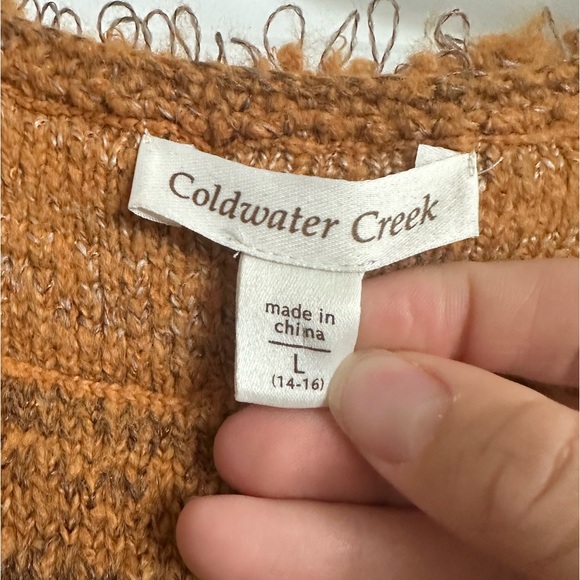 Coldwater Creek
made in
china
L
(14-16)